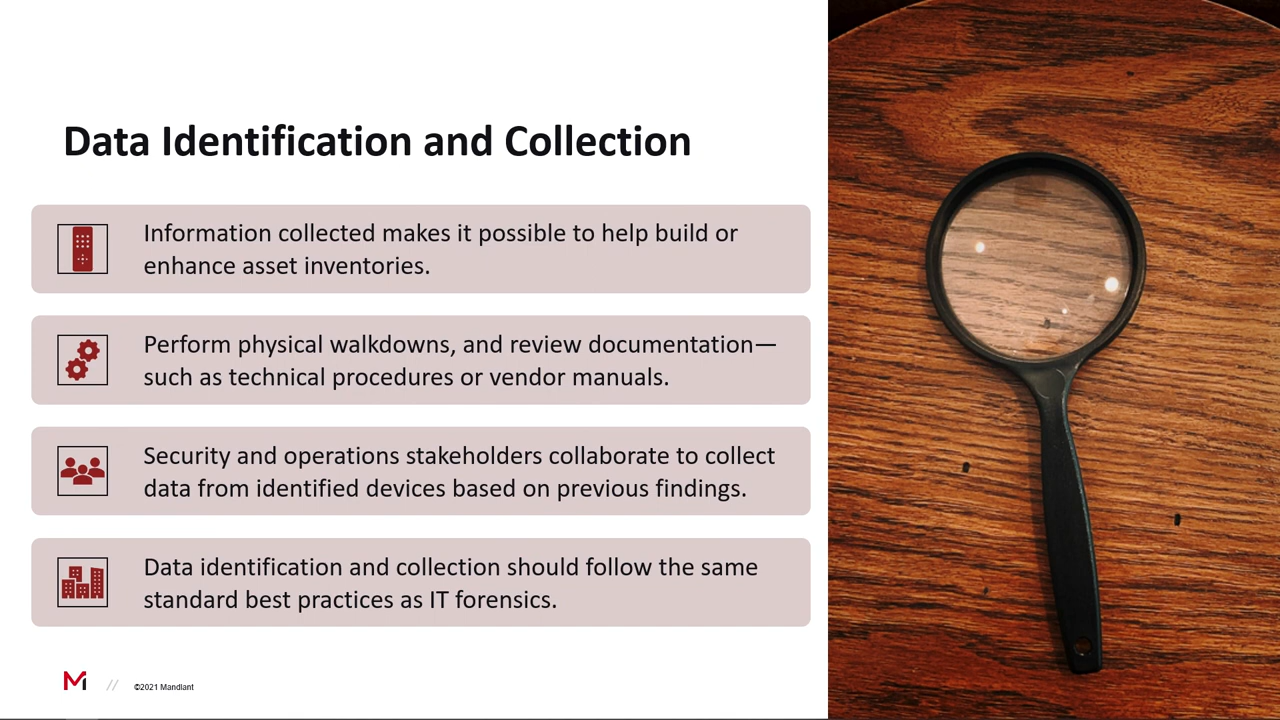 Data Identification and Collection
Information collected makes it possible to help build or
enhance asset inventories.
Perform physical walkdowns, and review documentation—
such as technical procedures or vendor manuals.
Security and operations stakeholders collaborate to collect
data from identified devices based on previous findings.
Data identification and collection should follow the same
standard best practices as IT forensics.
M // ©2021 Mandiant